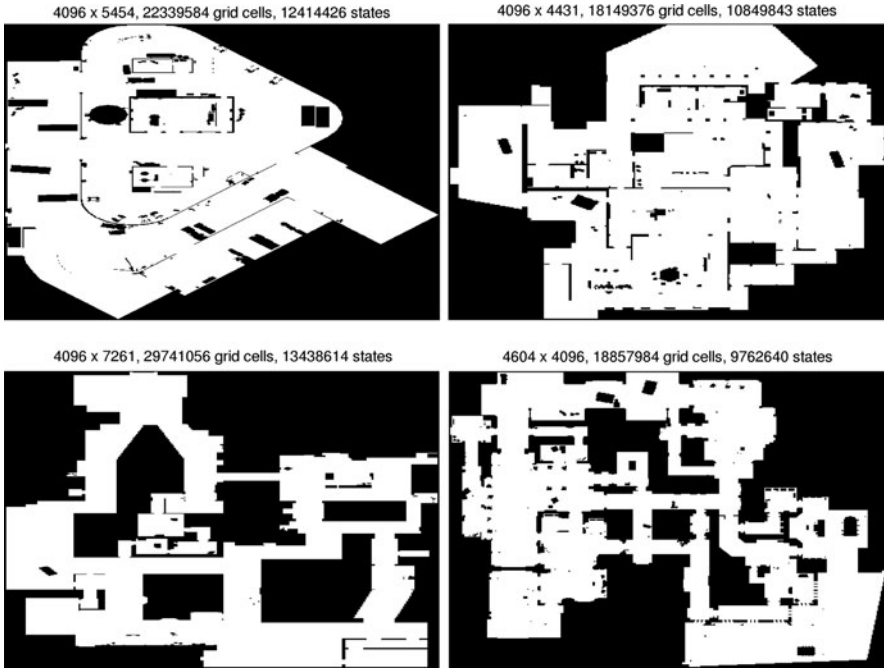 4096 x 5454, 22339584 grid cells, 12414426 states
4096 x 4431, 18149376 grid cells, 10849843 states
4096 x 7261, 29741056 grid cells, 13438614 states
4604 x 4096, 18857984 grid cells, 9762640 states